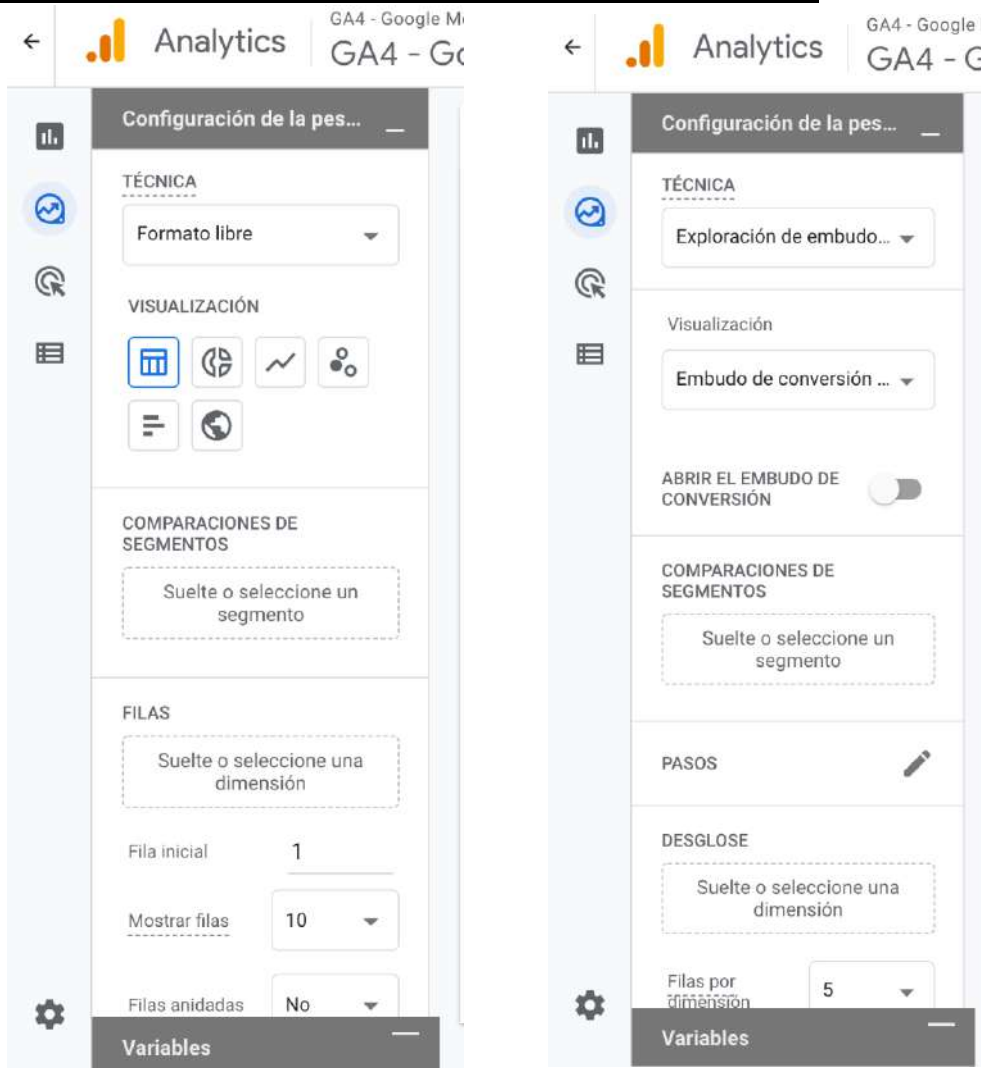 GA4 - Google M
Analytics
GA4 - Go
Configuración de la pes...
TÉCNICA
Formato libre
VISUALIZACIÓN
COMPARACIONES DE
SEGMENTOS
Suelte o seleccione un
segmento
FILAS
Suelte o seleccione una
dimensión
Fila inicial 1
Mostrar filas 10
Filas anidadas No
Variables
GA4 - Google
Analytics
GA4 - G
Configuración de la pes...
TÉCNICA
Exploración de embudo...
Visualización
Embudo de conversión ...
ABRIR EL EMBUDO DE
CONVERSIÓN
COMPARACIONES DE
SEGMENTOS
Suelte o seleccione un
segmento
PASOS
DESGLOSE
Suelte o seleccione una
dimensión
Filas por
dimensión 5
Variables